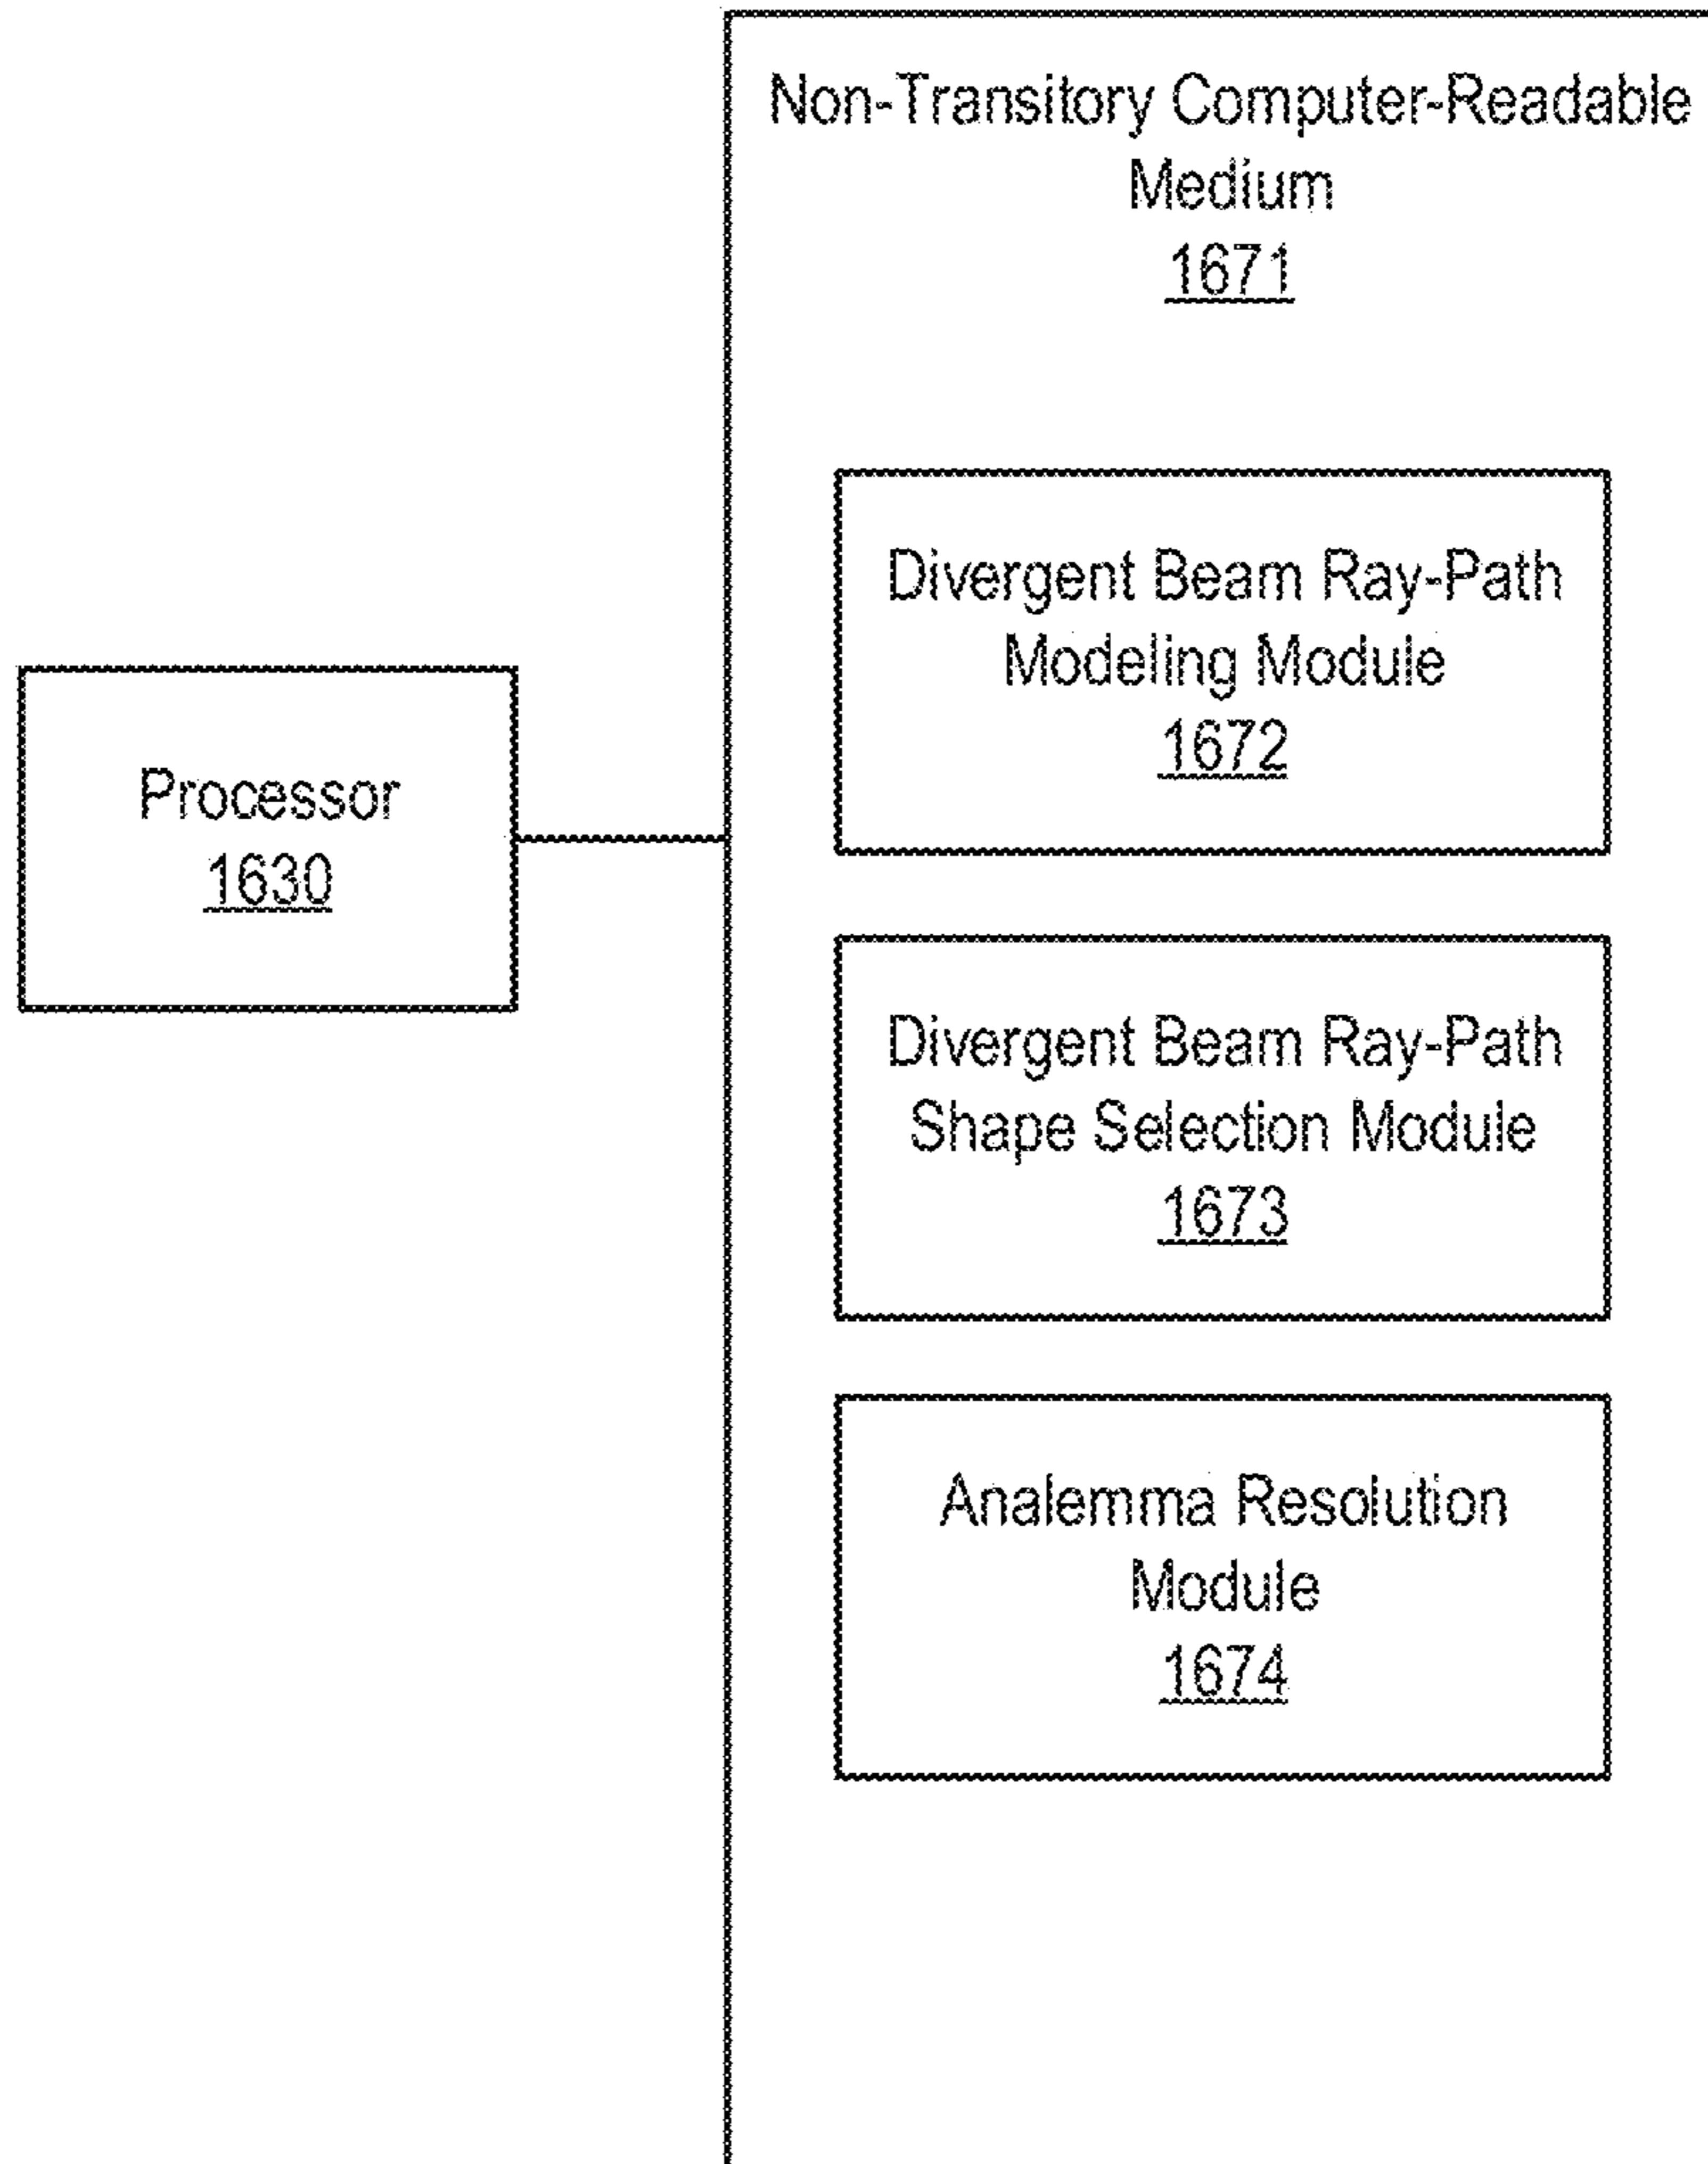 Non-Transitory Computer-Readable
Medium
1671
Divergent Beam Ray-Path
Modeling Module
1672
Processor
1630
Divergent Beam Ray-Path
Shape Selection Module
1673
Analemma Resolution
Module
1674